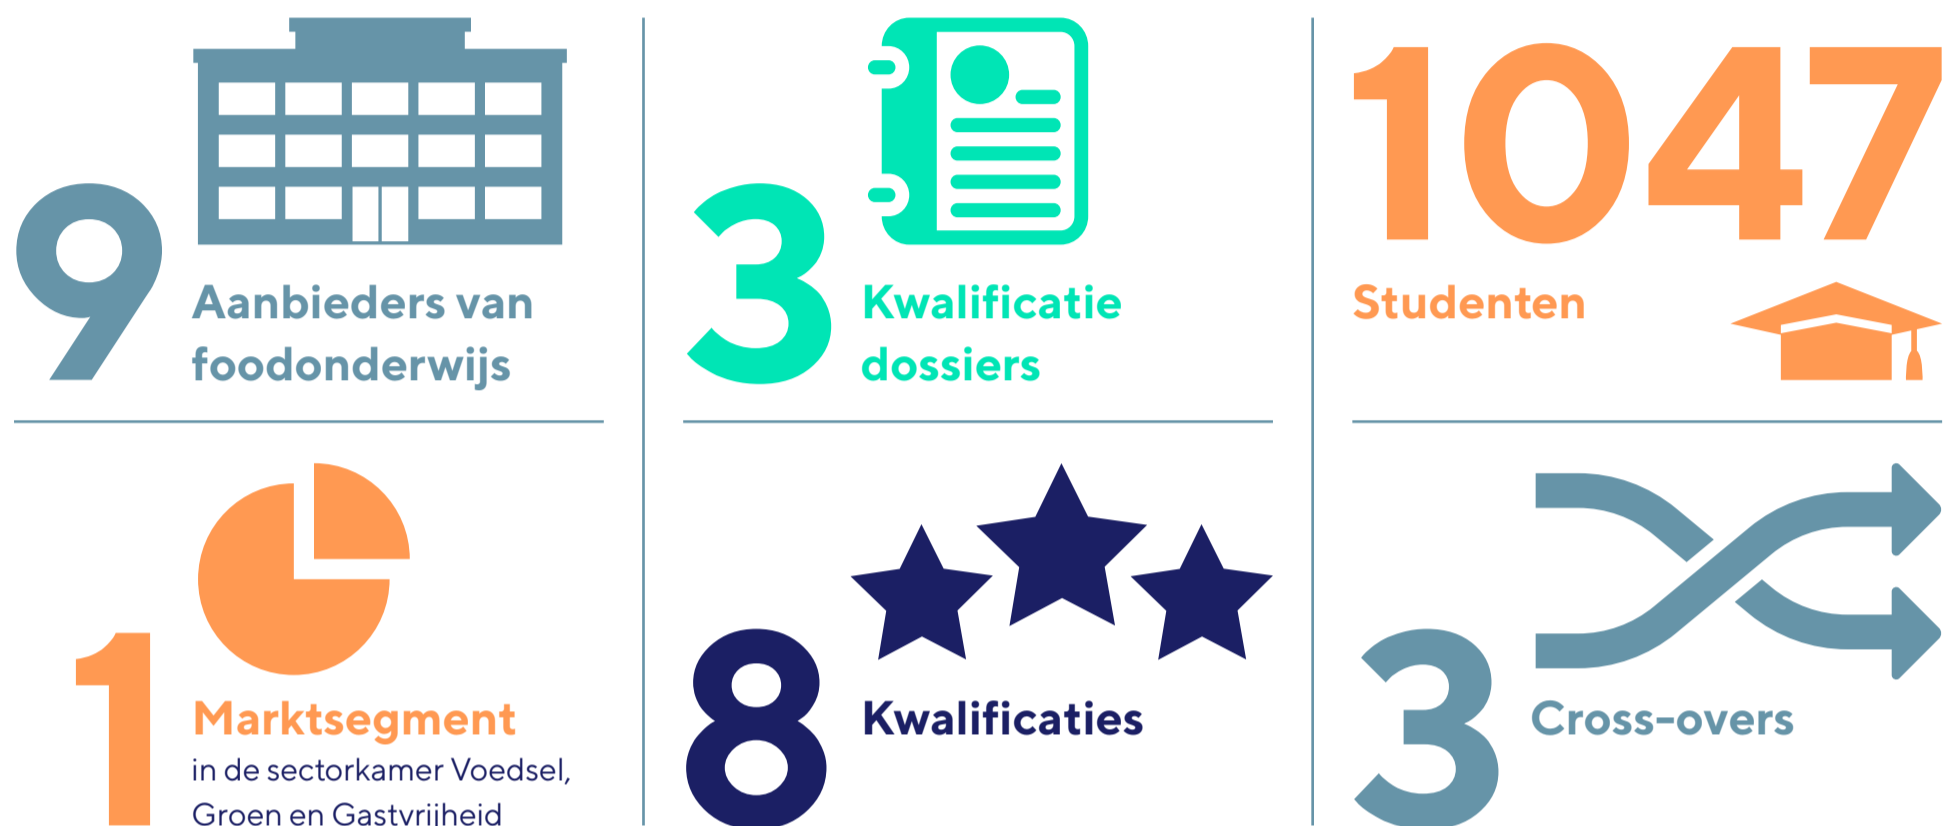 9
Aanbieders van
foodonderwijs
3
Kwalificatie
dossiers
1047
Studenten
1
Marktsegment
in de sectorkamer Voedsel,
Groen en Gastvrijheid
8
Kwalificaties
3
Cross-overs